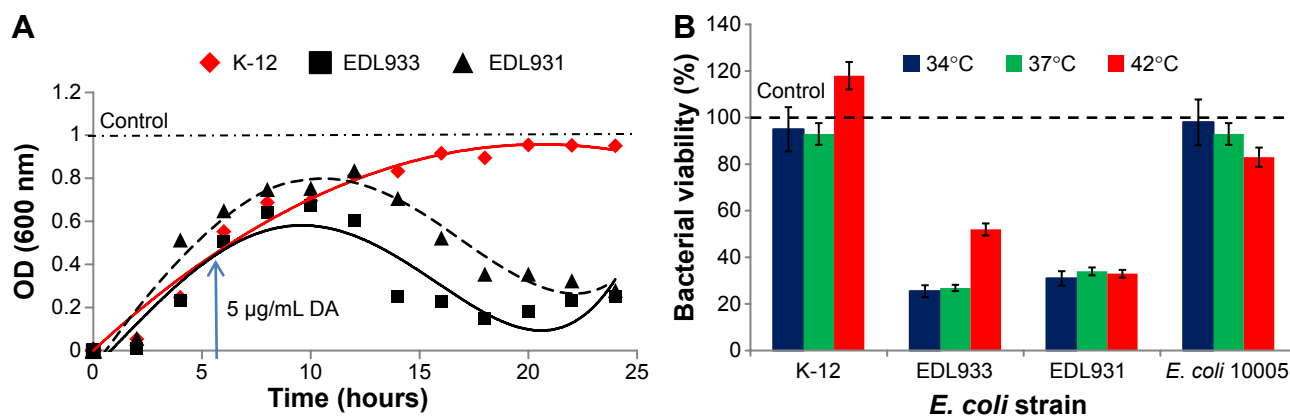 A
K-12 EDL933 EDL931
1.2
1
0.8
0.6
0.4
0.2
0
OD (600 nm)
Control
5 µg/mL DA
0 5 10 15 20 25
Time (hours)
B
34°C 37°C 42°C
140
120
100
80
60
40
20
0
Bacterial viability (%)
Control
K-12 EDL933 EDL931 E. coli 10005
E. coli strain